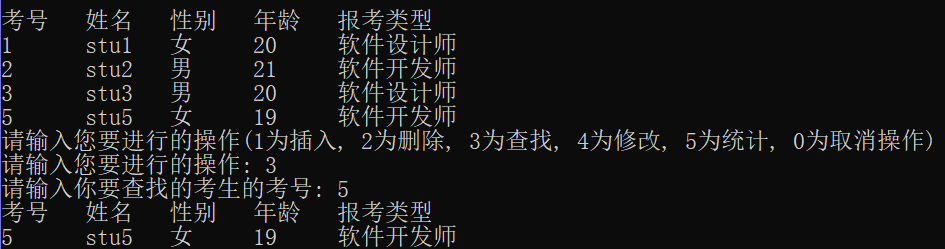 考号 姓名 性别 年龄 报考类型
1 stu1 女 20 软件设计师
2 stu2 男 21 软件开发师
3 stu3 男 20 软件设计师
5 stu5 女 19 软件开发师
请输入您要进行的操作(1为插入, 2为删除, 3为查找, 4为修改, 5为统计, 0为取消操作)
请输入您要进行的操作: 3
请输入你要查找的考生的考号: 5
考号 姓名 性别 年龄 报考类型
5 stu5 女 19 软件开发师